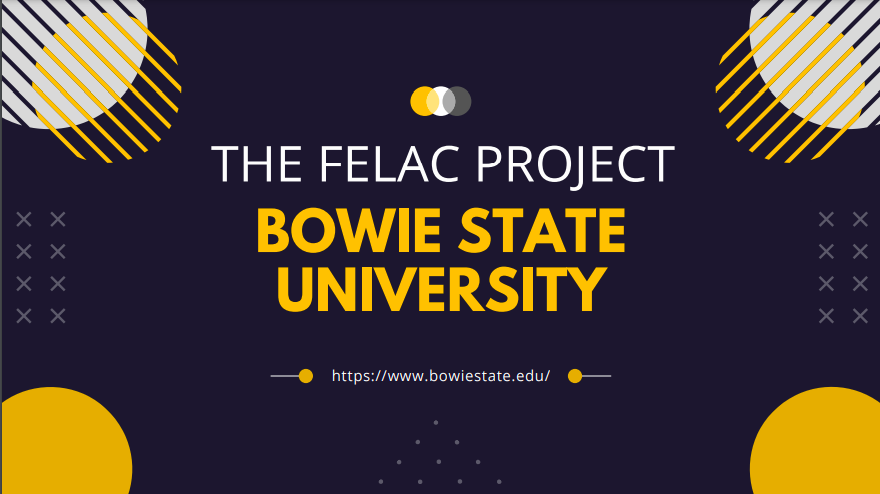 THE FELAC PROJECT
BOWIE STATE
UNIVERSITY
https://www.bowiestate.edu/